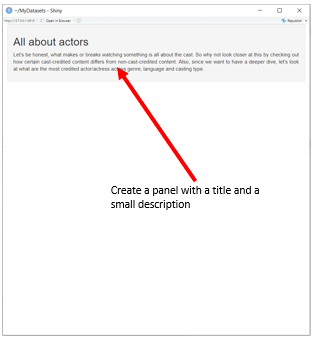 ~/MyDatasets - Shiny
Open in Browser
Republish
All about actors
Let's be honest, what makes or breaks watching something is all about the cast. So why not look closer at this by checking out
how certain cast-credited content differs from non-cast-credited content. Also, since we want to have a deeper dive, let's look
at what are the most credited actor/actress across genre, language and casting type.
Create a panel with a title and a
small description